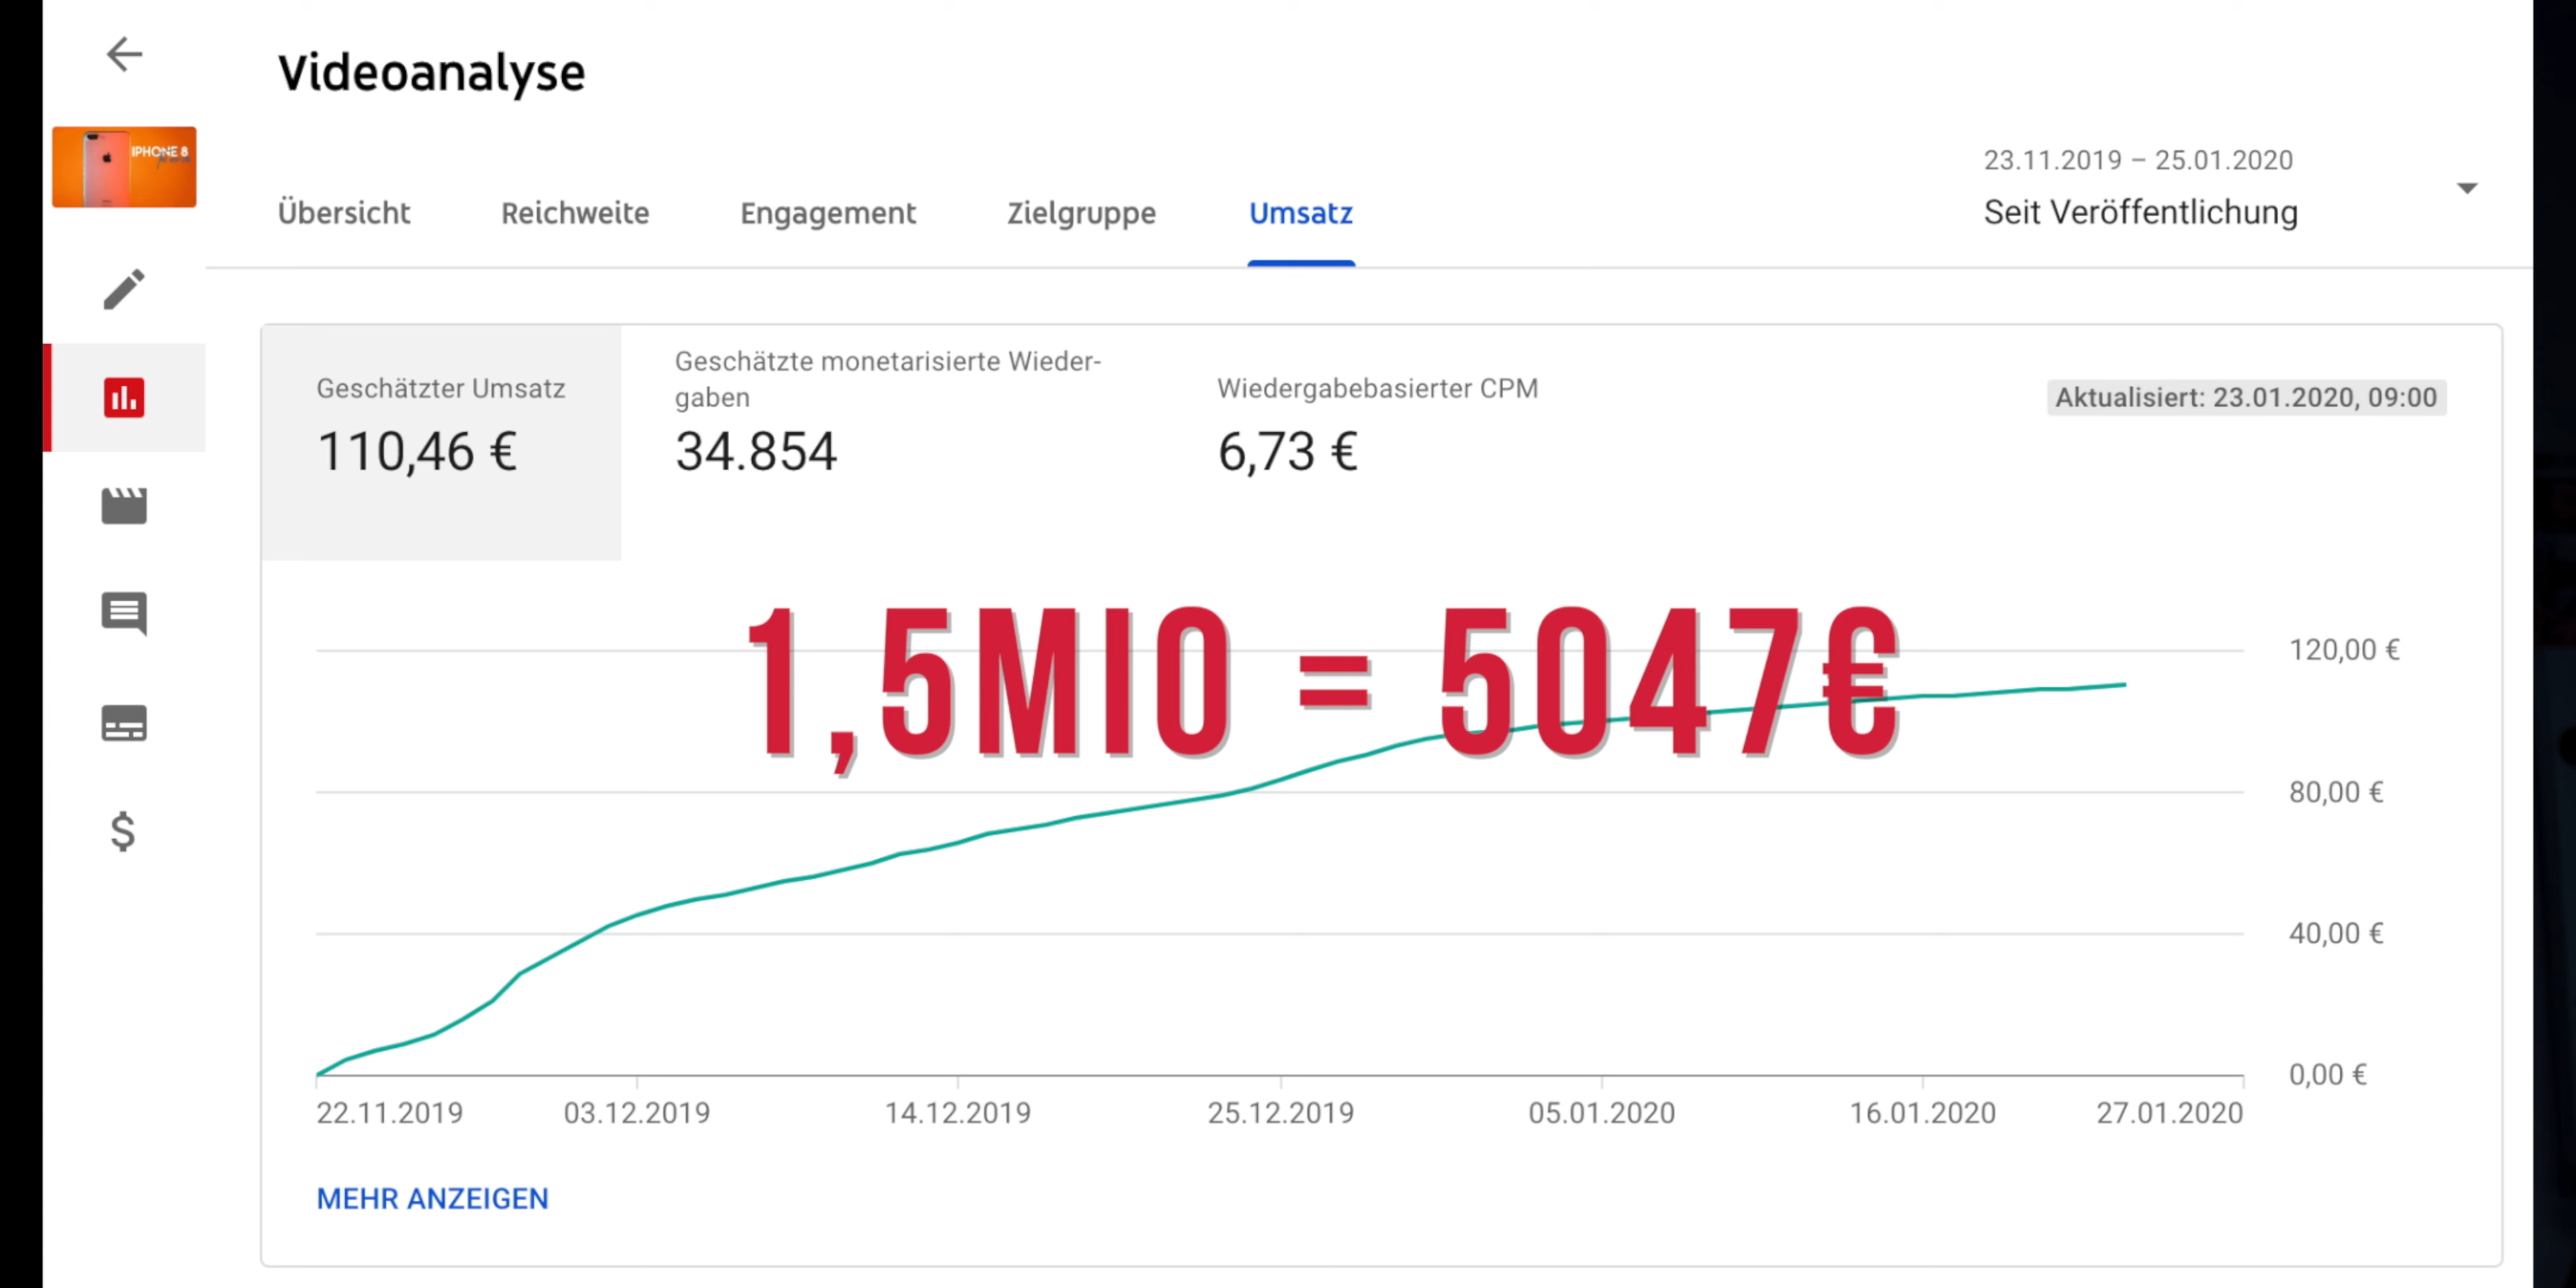 Videoanalyse
IPHONE 8
23.11.2019 – 25.01.2020
Übersicht Reichweite Engagement Zielgruppe Umsatz Seit Veröffentlichung
Geschätzte monetarisierte Wieder-
gaben
Geschätzter Umsatz
Wiedergabebasierter CPM
Aktualisiert: 23.01.2020, 09:00
110,46 € 34.854 6,73 €
1,5MIO = 5047€
120,00 €
80,00 €
40,00 €
0,00 €
22.11.2019 03.12.2019 14.12.2019 25.12.2019 05.01.2020 16.01.2020 27.01.2020
MEHR ANZEIGEN